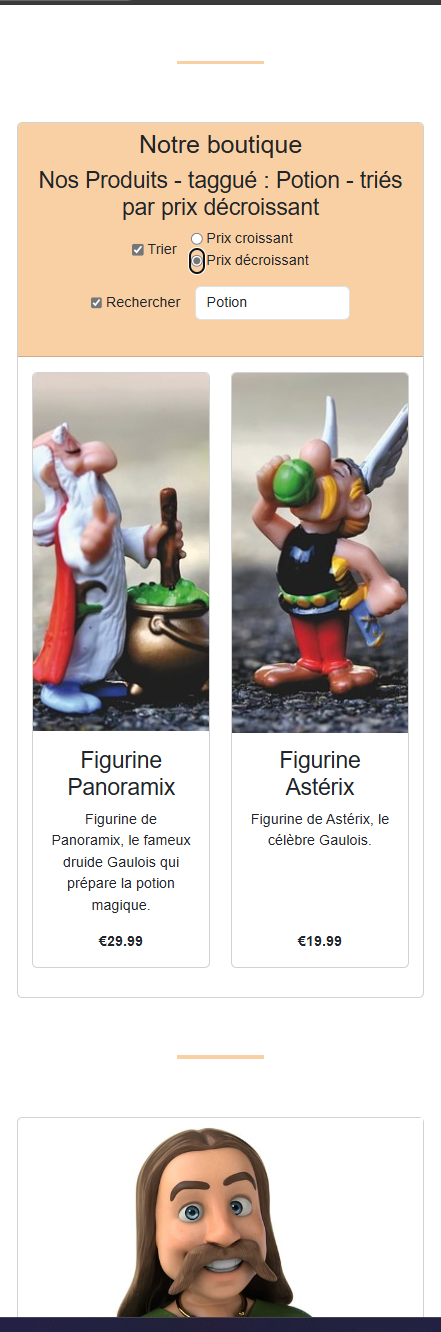 Notre boutique
Nos Produits - taggué : Potion - triés
par prix décroissant
Trier
Prix croissant
Prix décroissant
Rechercher
Potion
Figurine
Panoramix
Figurine de
Panoramix, le fameux
druide Gaulois qui
prépare la potion
magique.
€29.99
Figurine
Astérix
Figurine de Astérix, le
célèbre Gaulois.
€19.99